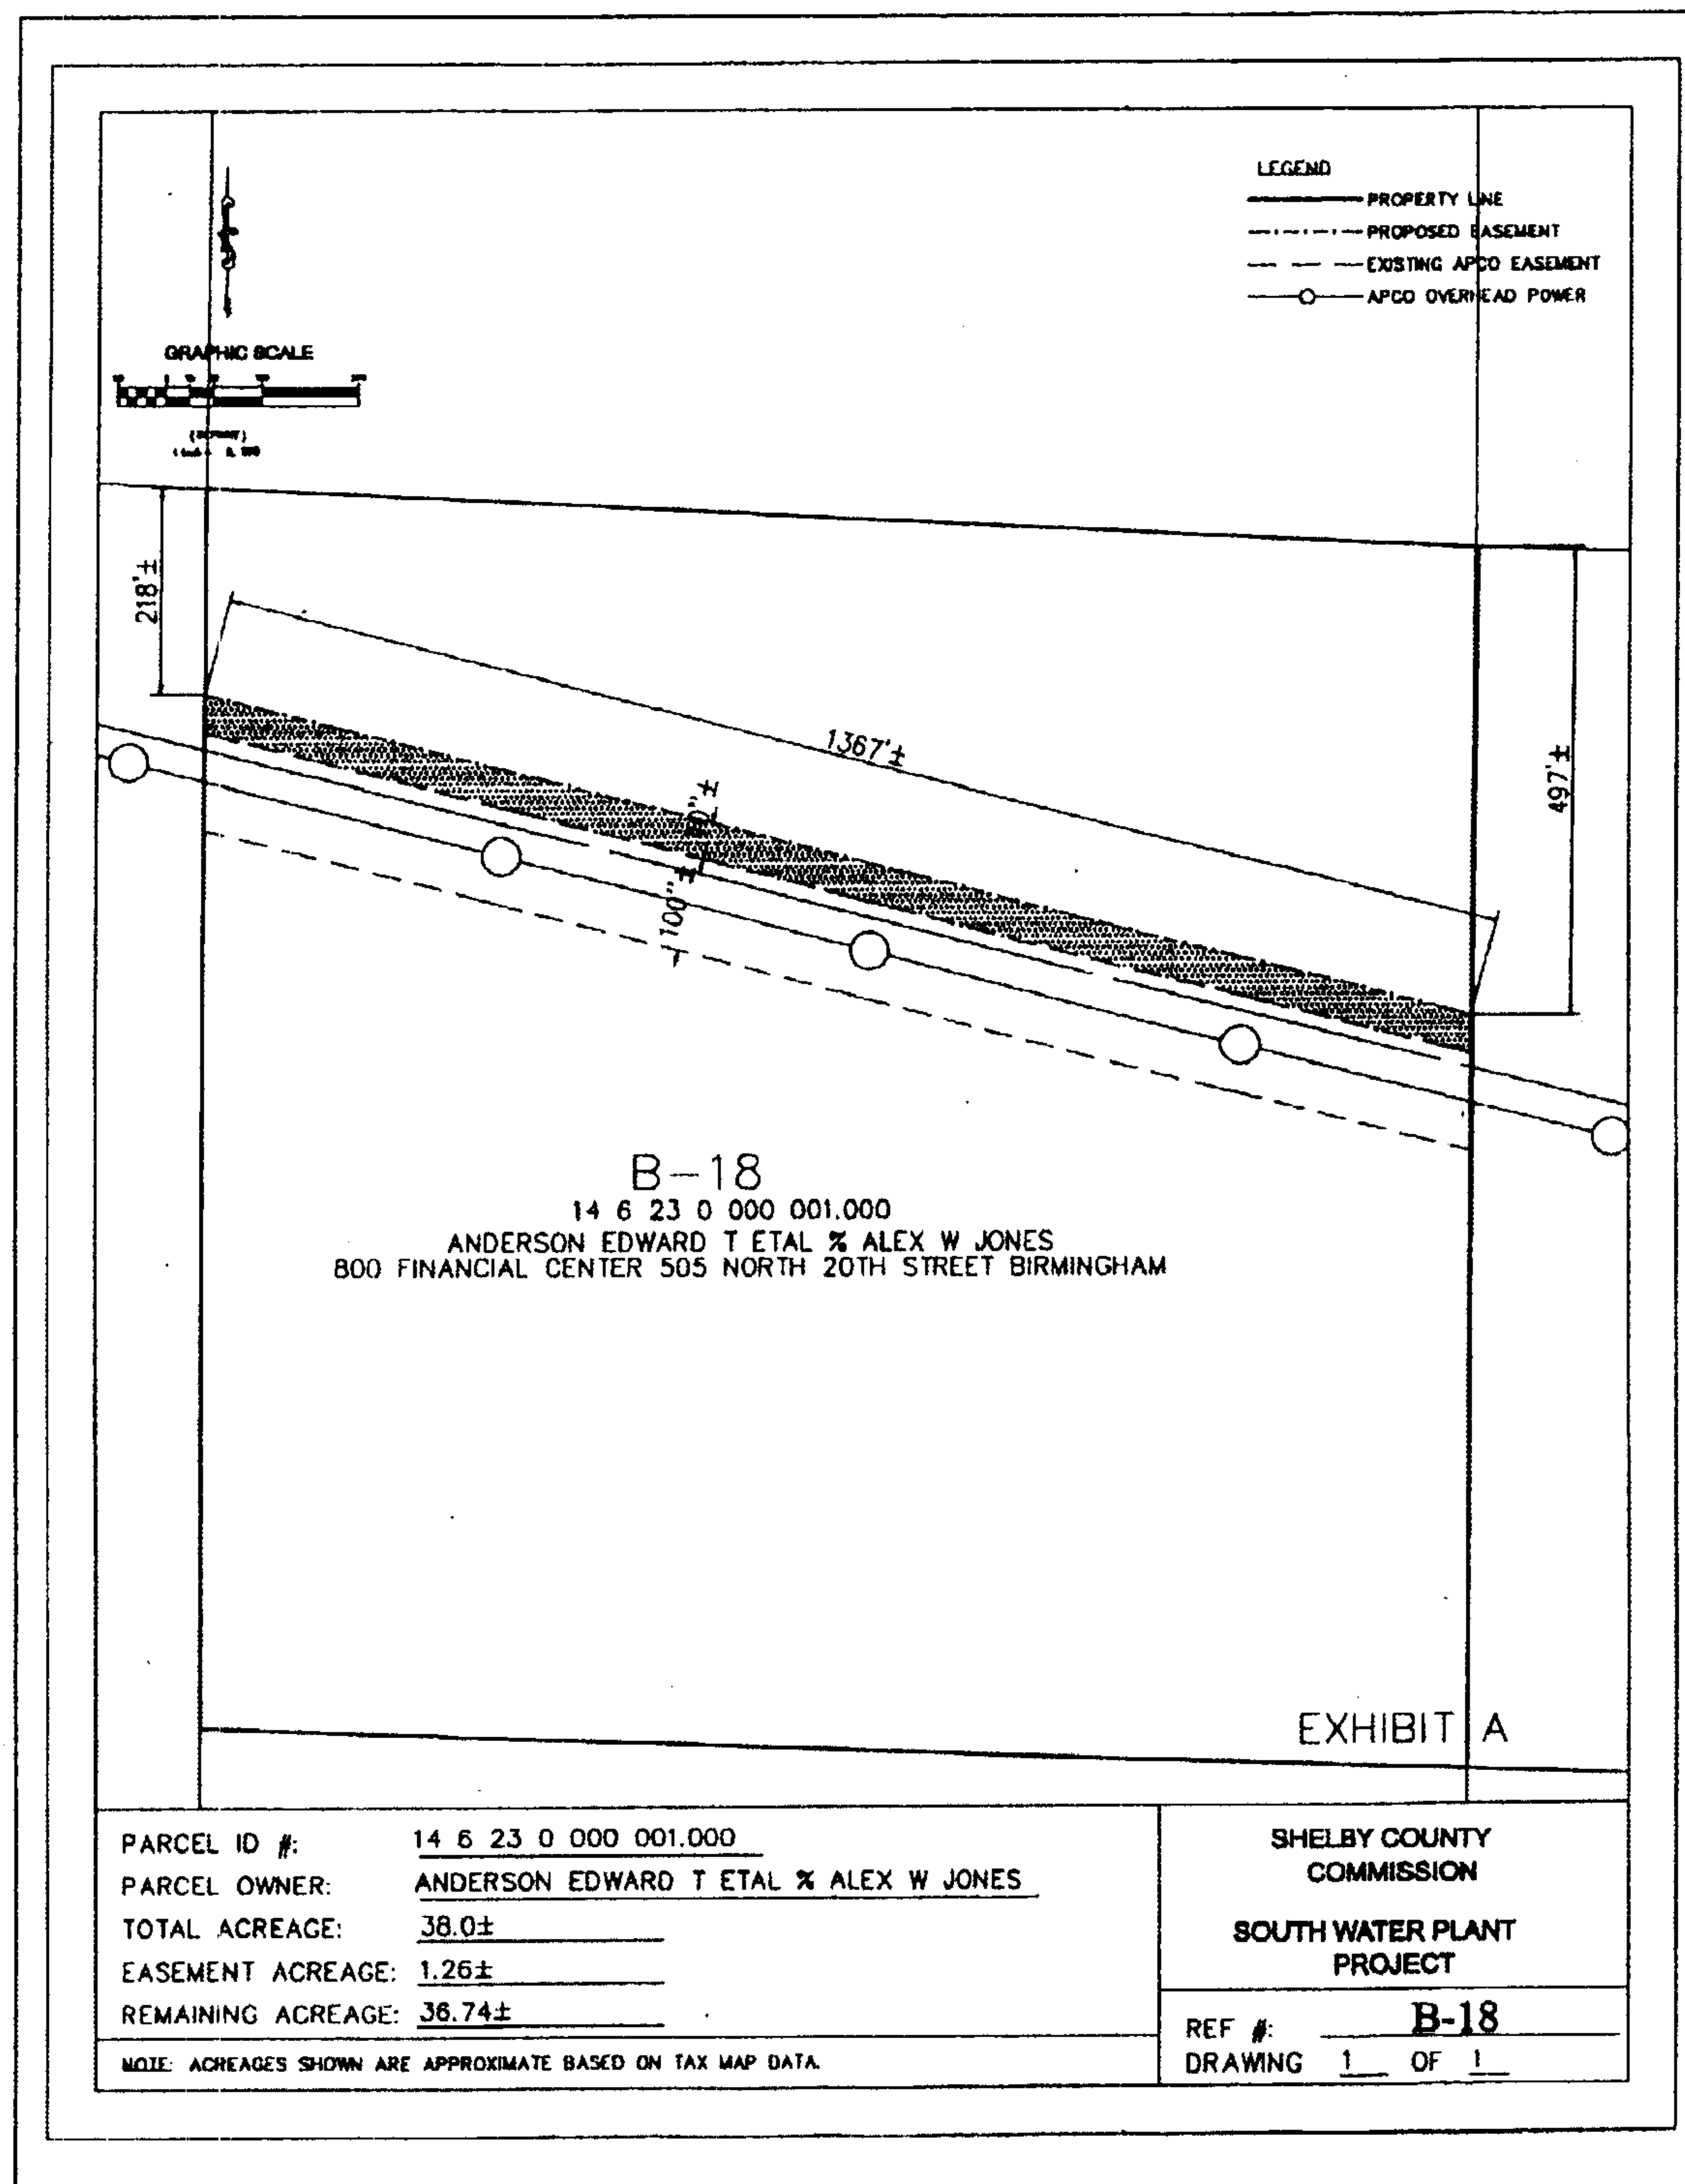 LEGEND
PROPERTY LINE
PROPOSED EASEMENT
EXISTING APCO EASEMENT
APCO OVERHEAD POWER
GRAPHIC SCALE
218'±
1367'±
497'±
100"±
B-18
14 6 23 0 000 001.000
ANDERSON EDWARD T ETAL % ALEX W JONES
800 FINANCIAL CENTER 505 NORTH 20TH STREET BIRMINGHAM
EXHIBIT A
PARCEL ID #: 14 6 23 0 000 001.000
PARCEL OWNER: ANDERSON EDWARD T ETAL % ALEX W JONES
TOTAL ACREAGE: 38.0±
EASEMENT ACREAGE: 1.26±
REMAINING ACREAGE: 36.74±
NOTE: ACREAGES SHOWN ARE APPROXIMATE BASED ON TAX MAP DATA.
SHELBY COUNTY
COMMISSION
SOUTH WATER PLANT
PROJECT
REF #: B-18
DRAWING 1 OF 1